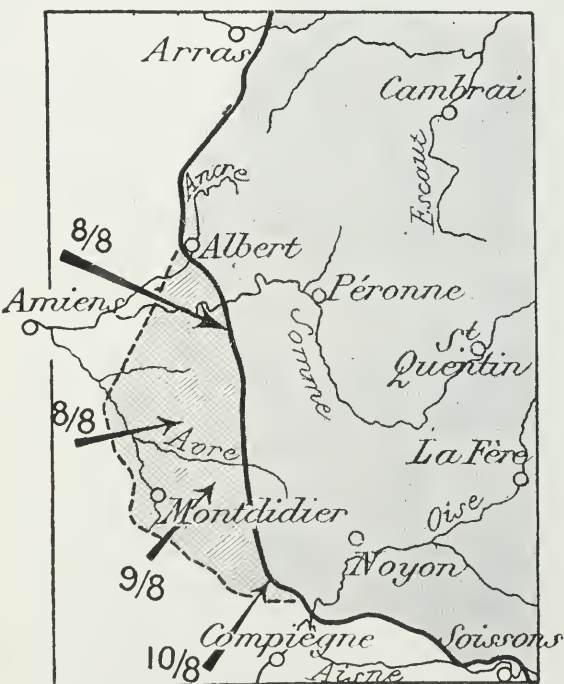 Arras
Cambrai
Escaut
Ancre
8/8
Albert
Amiens
Péronne
Somme
St
Quentin
8/8
Avre
La Fère
Montdidier
Oise
9/8
Noyon
Compiègne
Soissons
10/8
Aisne